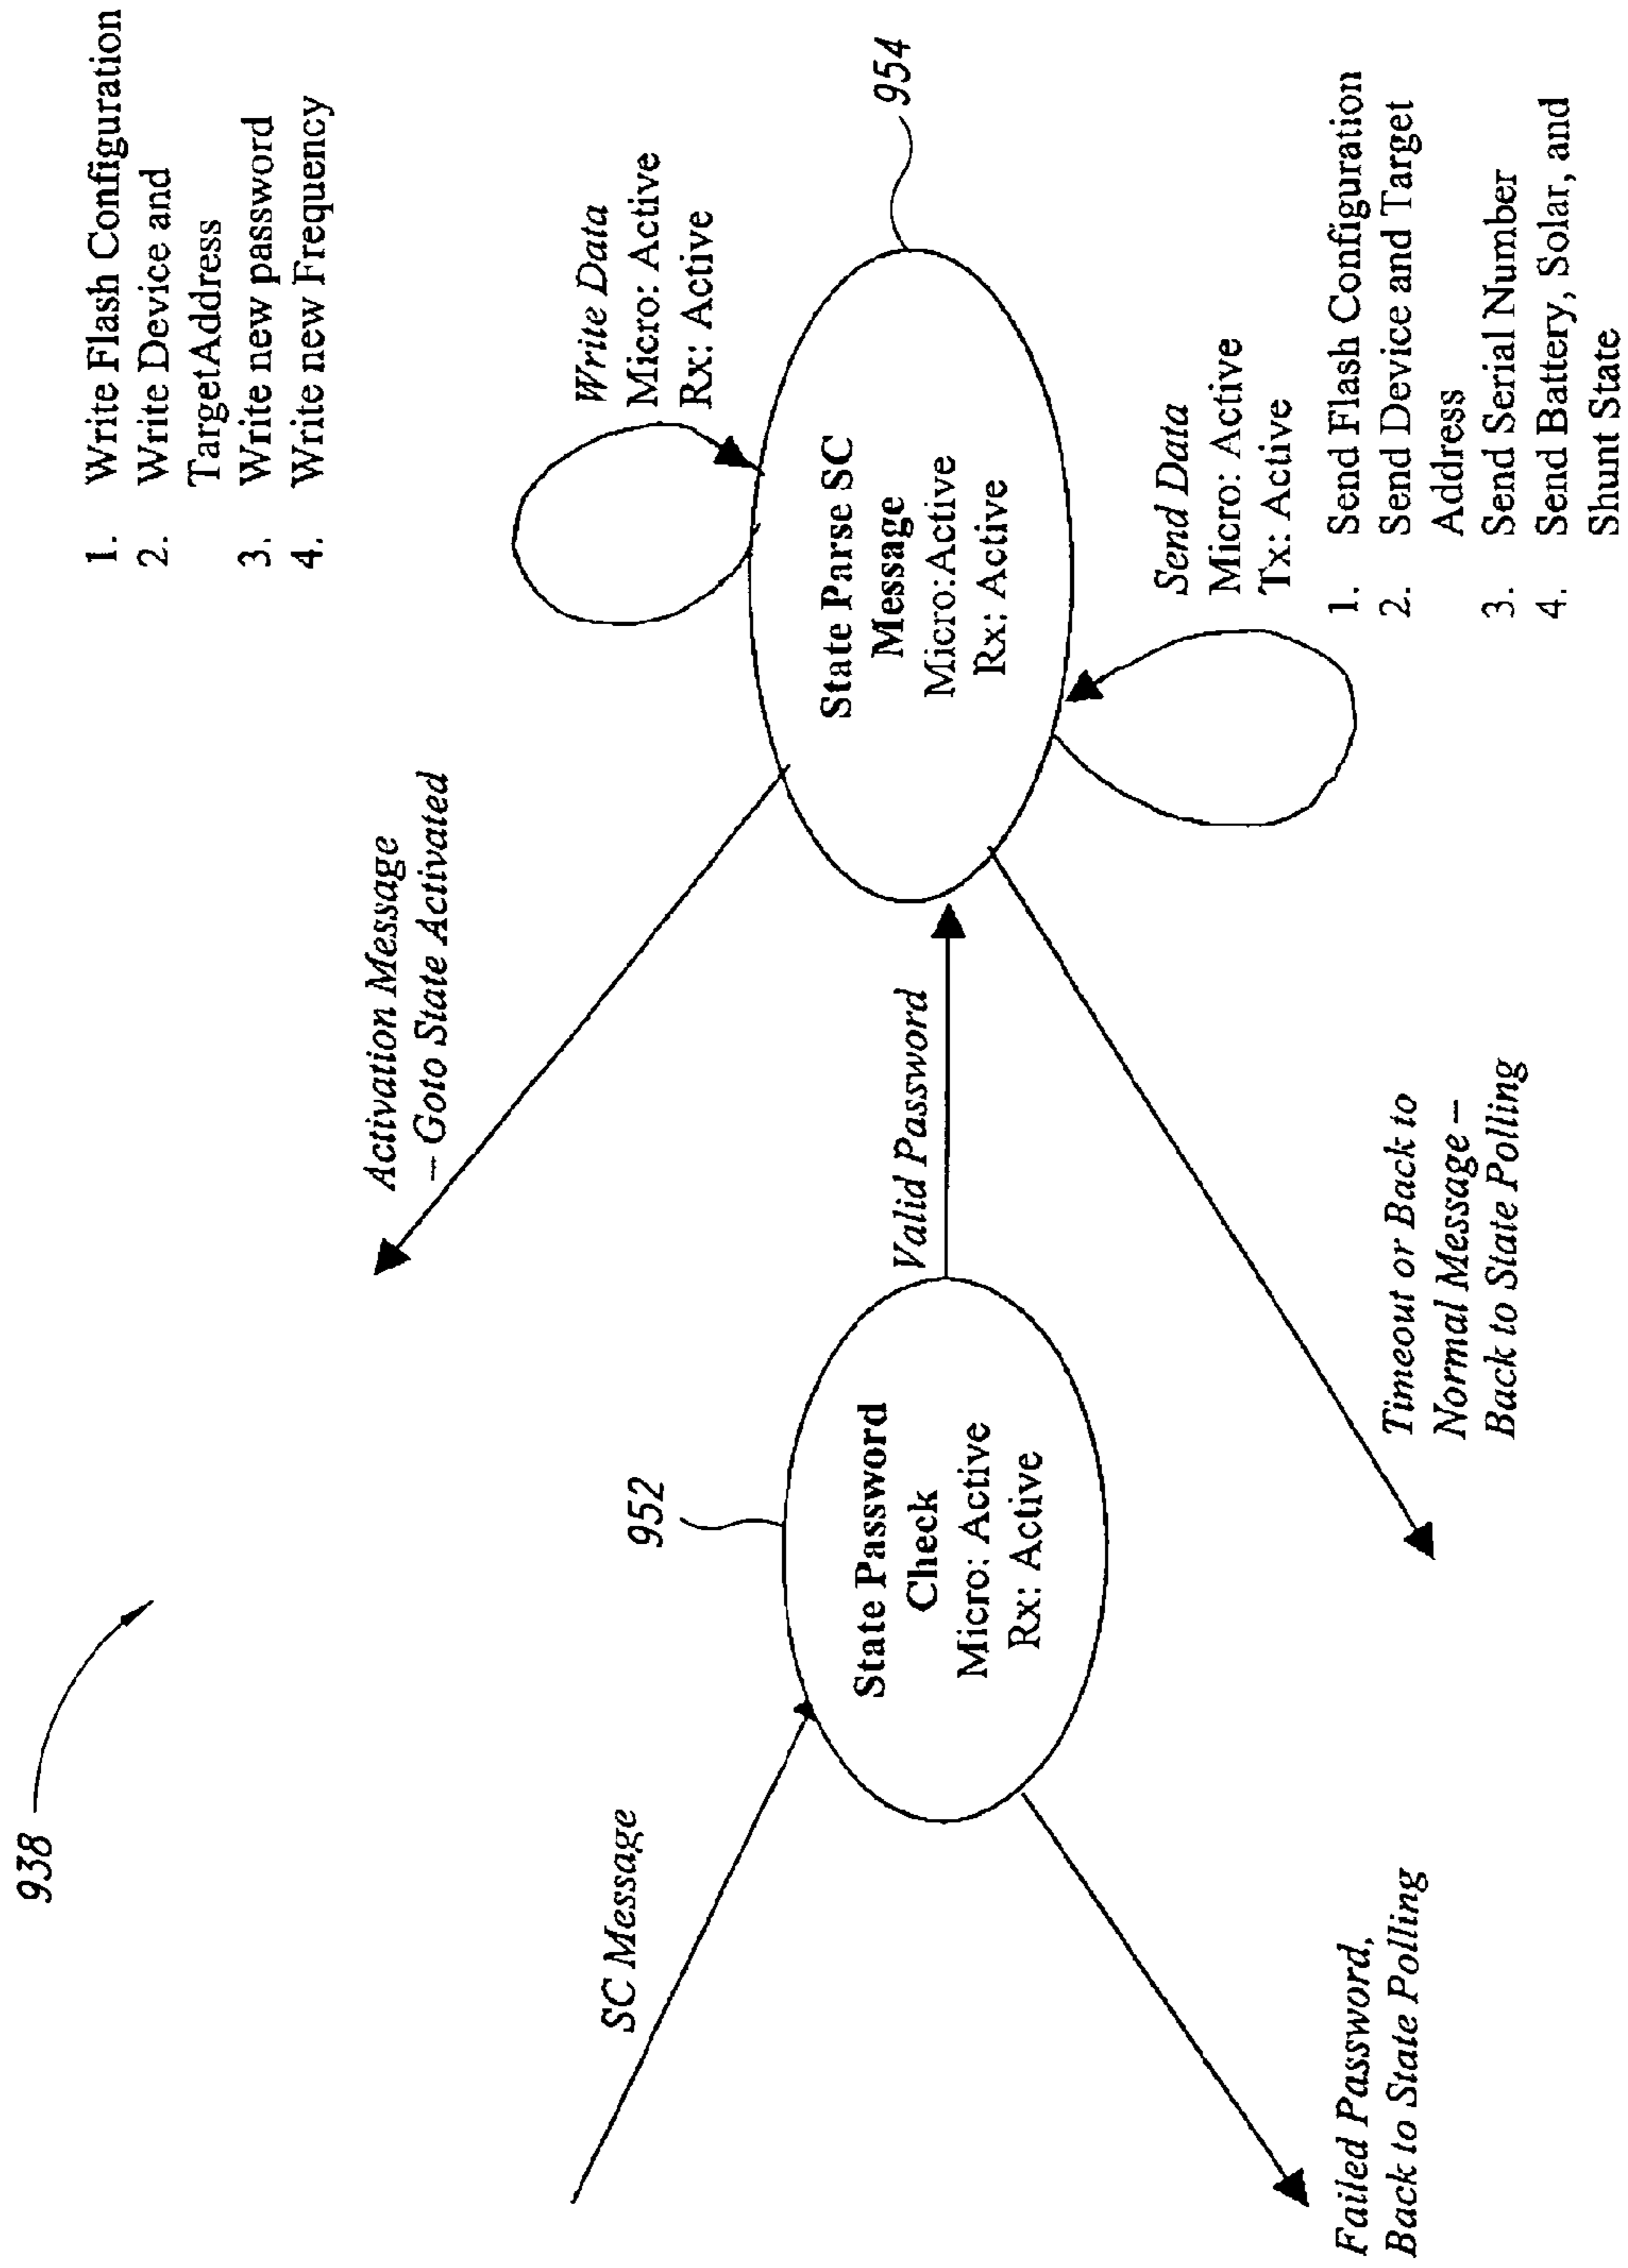 938
1. Write Flash Configuration
2. Write Device and
TargetAddress
3. Write new password
4. Write new Frequency
Activation Message
– Goto State Activated
Write Data
Micro: Active
Rx: Active
SC Message
952
954
State Password
Check
Micro: Active
Rx: Active
Valid Password
State Parse SC
Message
Micro:Active
Rx: Active
Send Data
Micro: Active
Tx: Active
1. Send Flash Configuration
2. Send Device and Target
Address
3. Send Serial Number
4. Send Battery, Solar, and
Shunt State
Failed Password,
Back to State Polling
Timeout or Back to
Normal Message –
Back to State Polling